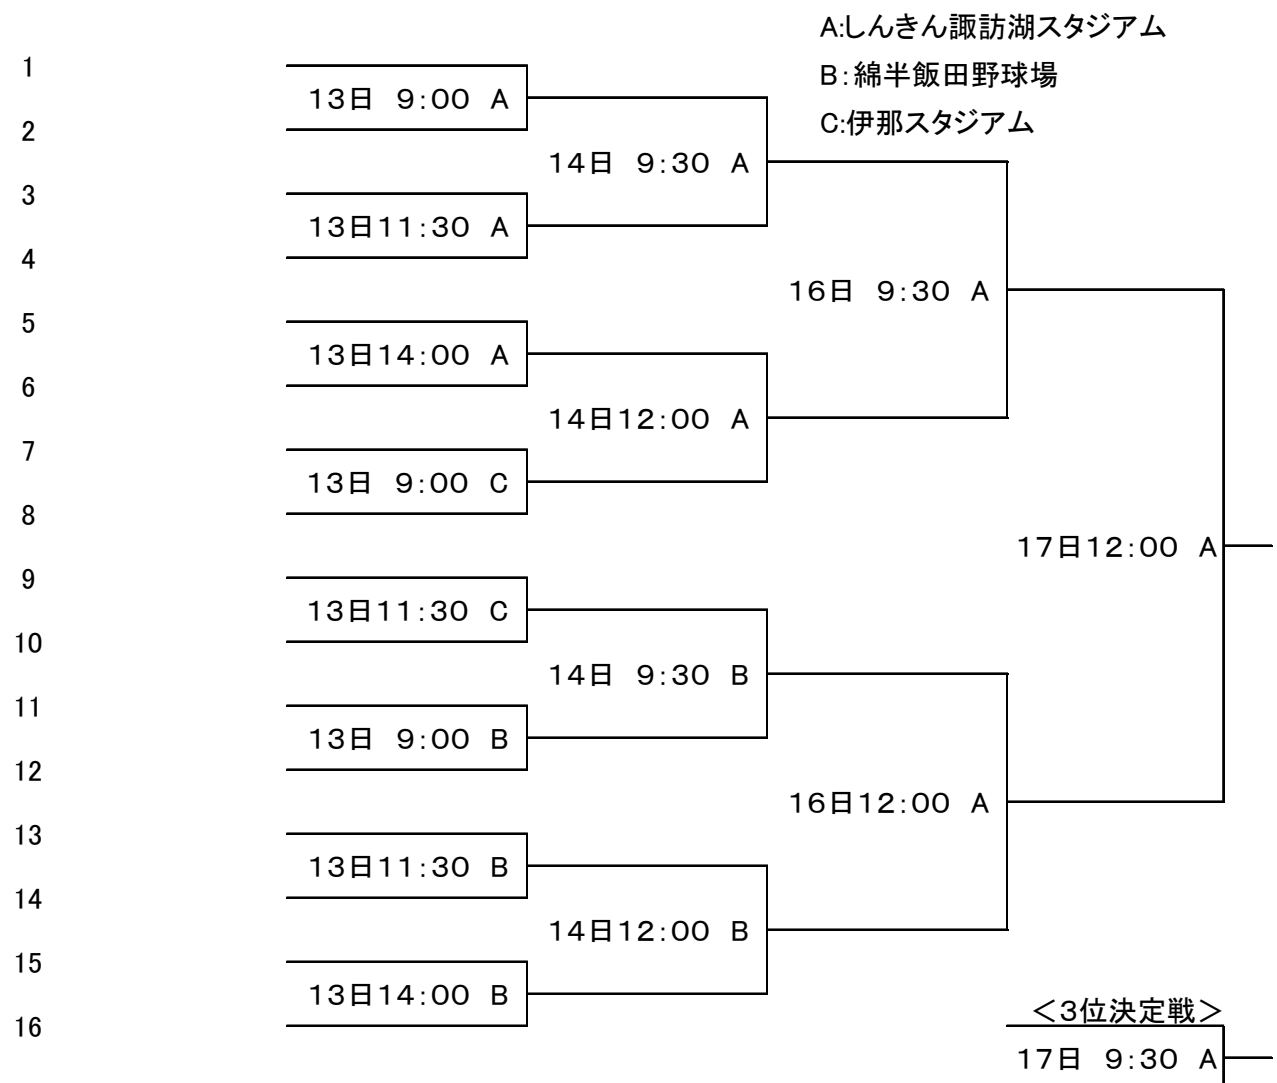 A:しんきん諏訪湖スタジアム
1
B:綿半飯田野球場
13日 9:00 A
C:伊那スタジアム
2
14日 9:30 A
3
13日11:30 A
4
16日 9:30 A
5
13日14:00 A
6
14日12:00 A
7
13日 9:00 C
8
17日12:00 A
9
13日11:30 C
10
14日 9:30 B
11
13日 9:00 B
12
16日12:00 A
13
13日11:30 B
14
14日12:00 B
15
13日14:00 B
16
<3位決定戦>
17日 9:30 A